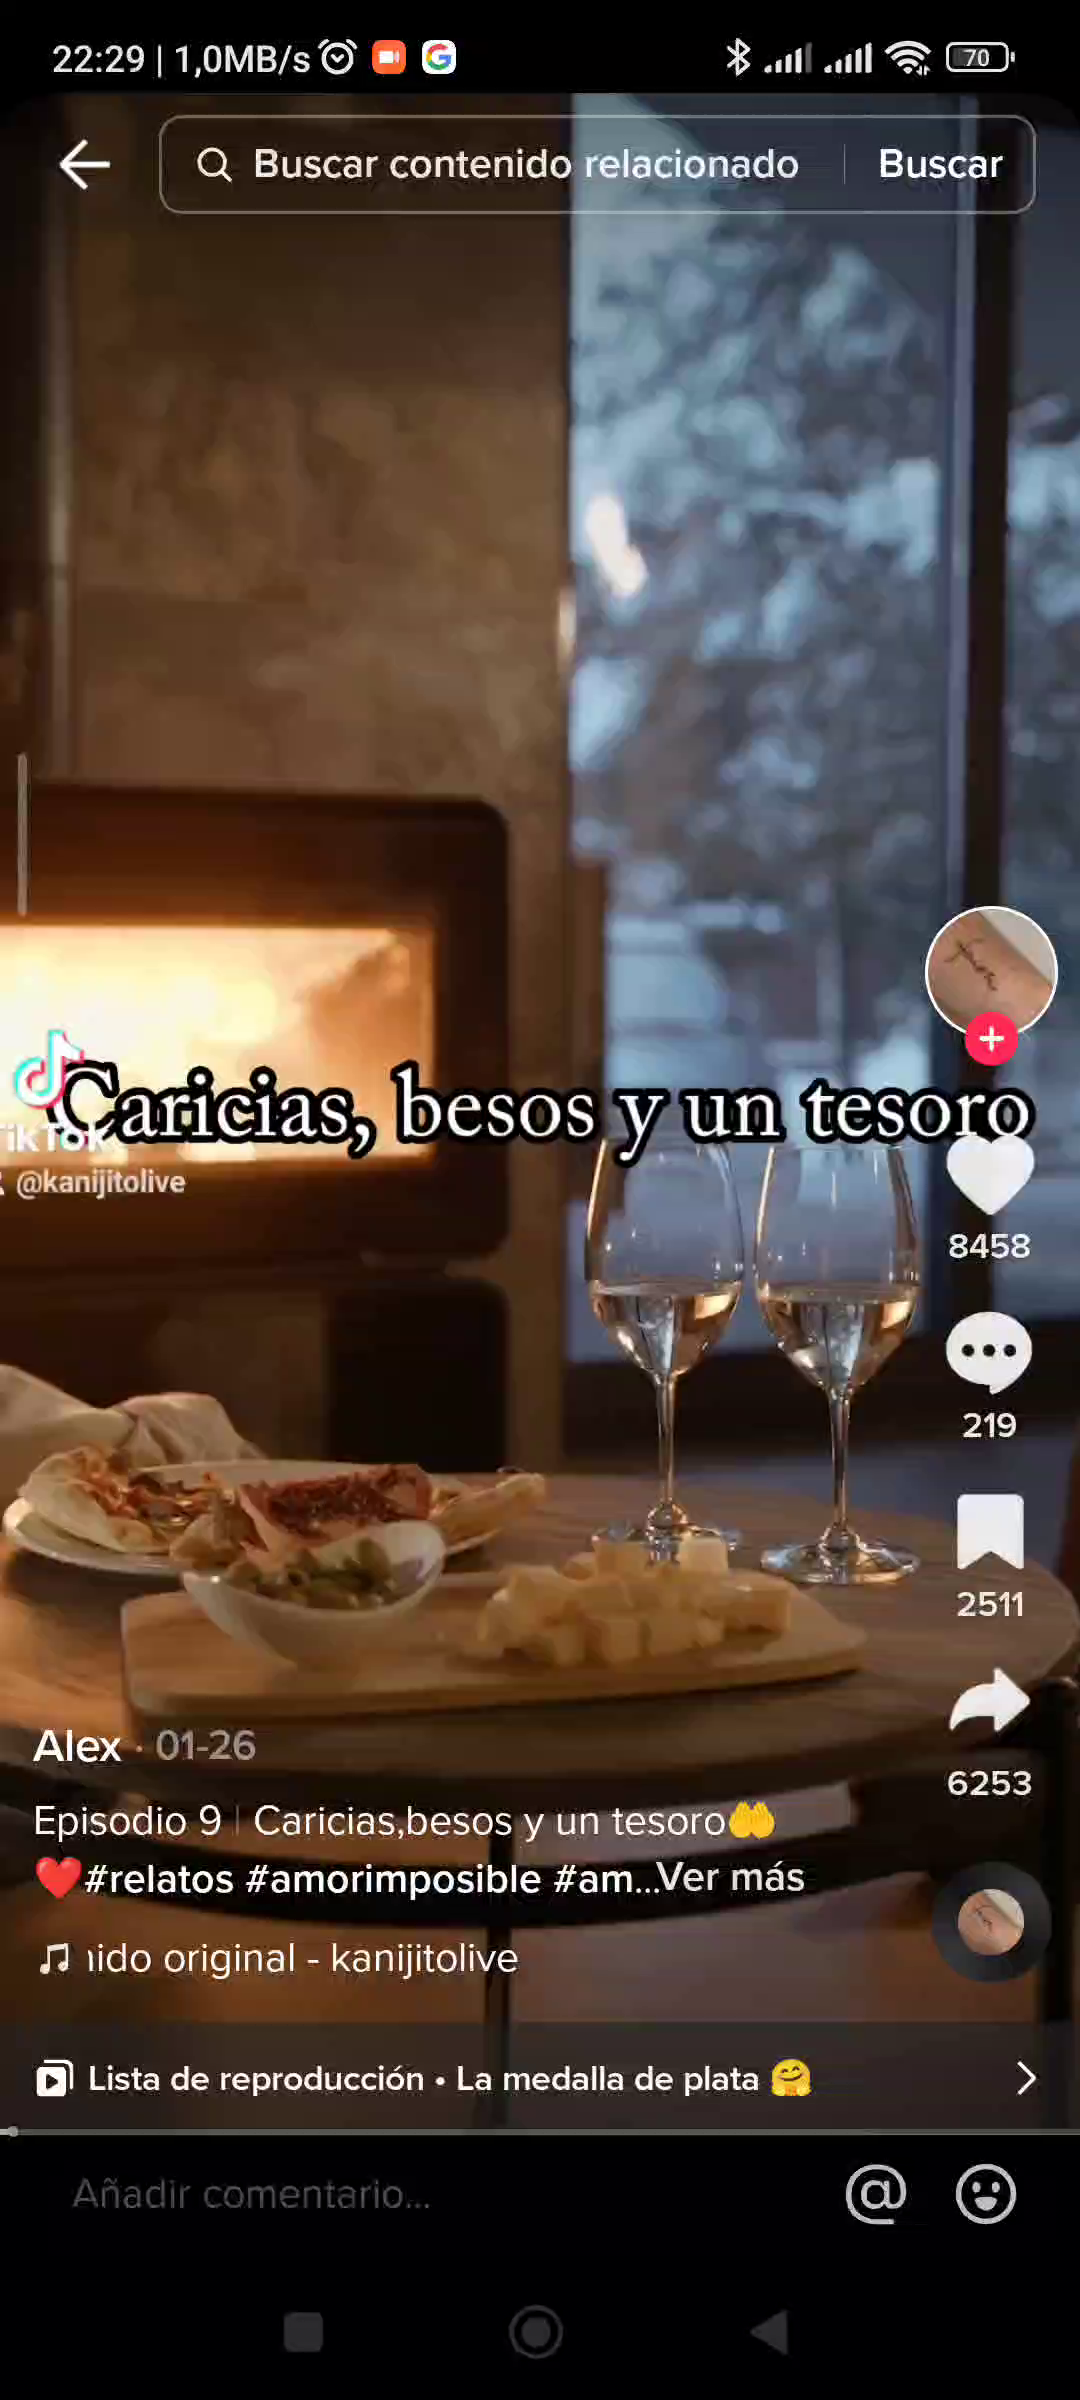 22:29 | 1,0MB/s
70
Buscar contenido relacionado
Buscar
Caricias, besos y un tesoro
@kanijitolive
8458
219
2511
6253
Alex · 01-26
Episodio 9 | Caricias,besos y un tesoro🤲
❤️#relatos #amorimposible #am...Ver más
nido original - kanijitolive
Lista de reproducción • La medalla de plata 🤗
Añadir comentario...